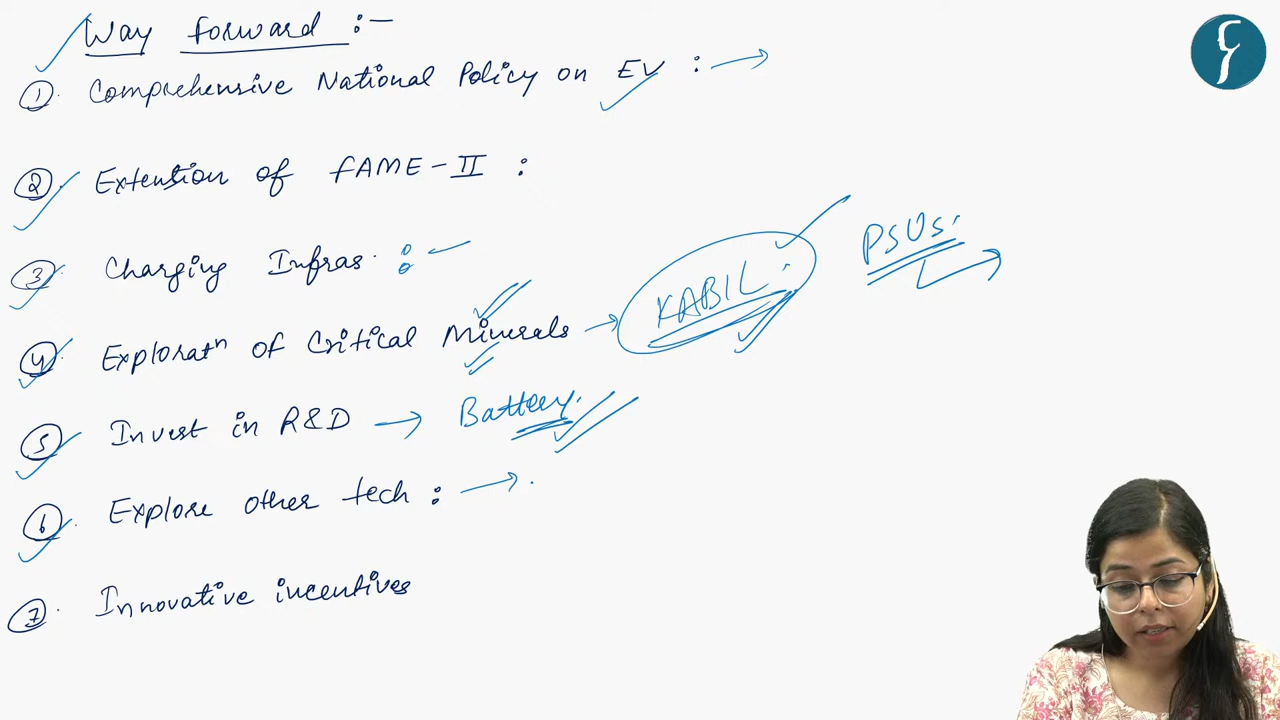 Way forward :-
① Comprehensive National Policy on EV : →
② Extention of fAME-II :
③ Charging Infras. :
④ Exploratn of Critical Minerals → KABIL. PSUs.
⑤ Invest in R&D → Battery.
⑥ Explore other tech : →
⑦ Innovative incentives